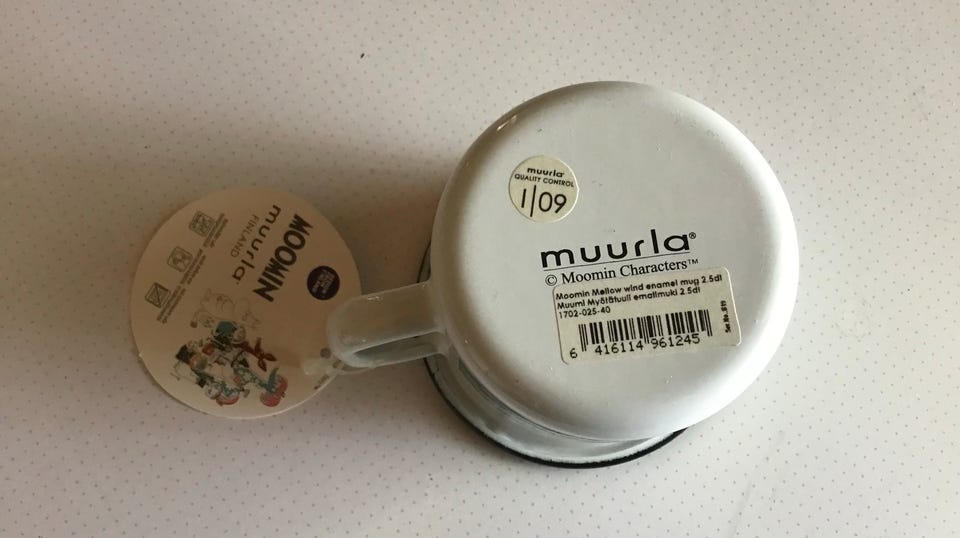 muurla
QUALITY CONTROL
1|09
muurla®
© Moomin Characters™
Moomin Mellow wind enamel mug 2.5dl
Muumi Myötätuuli emalimuki 2.5dl
1702-025-40
6 416114 961245
MOOMIN
muurla
FINLAND